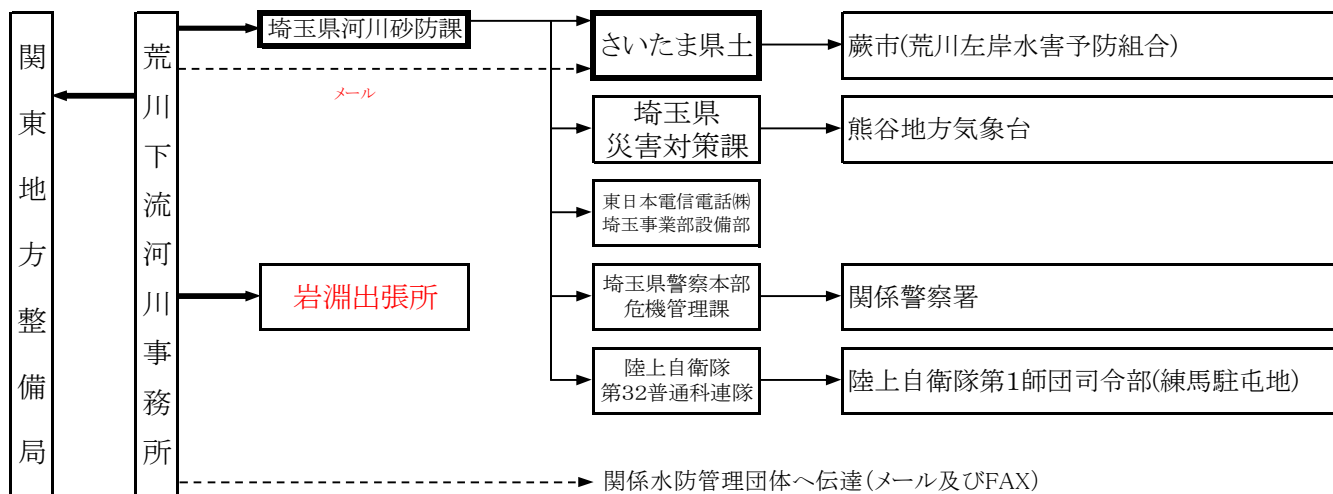 関東地方整備局
荒川下流河川事務所
埼玉県河川砂防課
メール
岩淵出張所
さいたま県土
蕨市(荒川左岸水害予防組合)
埼玉県
災害対策課
熊谷地方気象台
東日本電信電話㈱
埼玉事業部設備部
埼玉県警察本部
危機管理課
関係警察署
陸上自衛隊
第32普通科連隊
陸上自衛隊第1師団司令部(練馬駐屯地)
関係水防管理団体へ伝達(メール及びFAX)